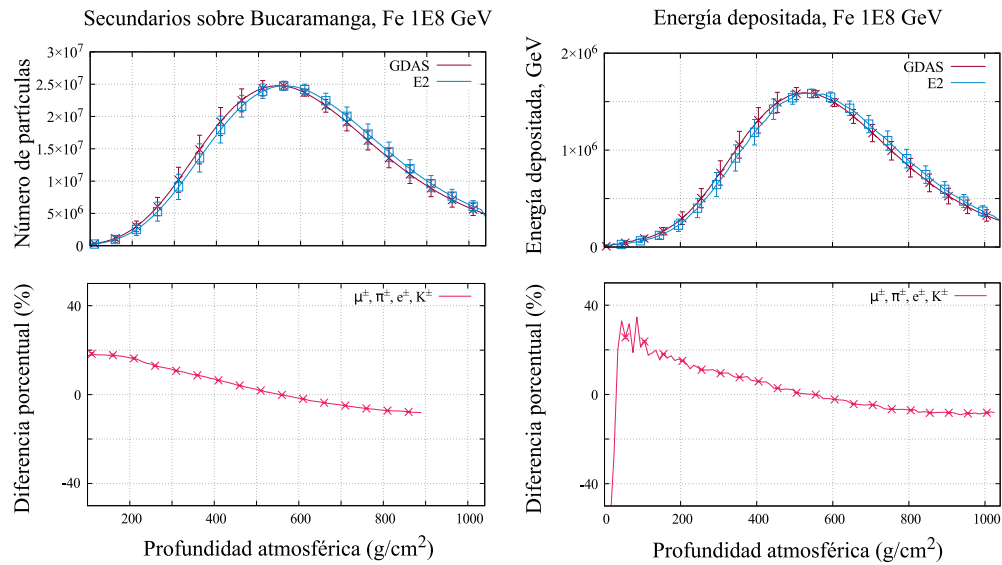 Secundarios sobre Bucaramanga, Fe 1E8 GeV
Número de partículas
3×10⁷
2.5×10⁷
2×10⁷
1.5×10⁷
1×10⁷
5×10⁶
0
GDAS
E2
Diferencia porcentual (%)
40
0
-40
μ±, π±, e±, K±
200
400
600
800
1000
Profundidad atmosférica (g/cm²)
Energía depositada, Fe 1E8 GeV
Energía depositada, GeV
2×10⁶
1×10⁶
0
GDAS
E2
Diferencia porcentual (%)
40
0
-40
μ±, π±, e±, K±
0
200
400
600
800
1000
Profundidad atmosférica (g/cm²)